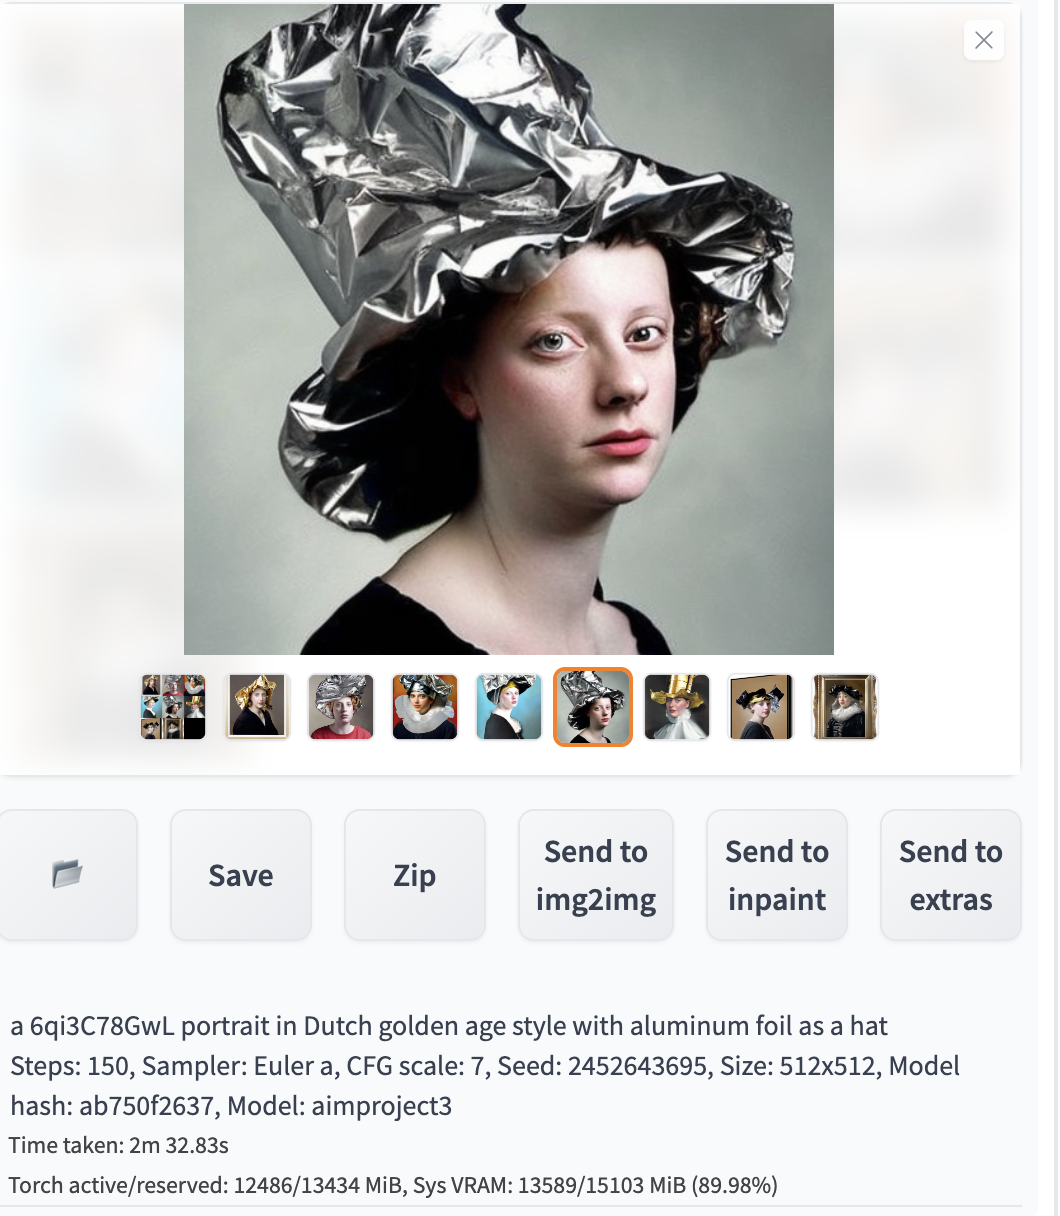 Save
Zip
Send to
img2img
Send to
inpaint
Send to
extras
a 6qi3C78GwL portrait in Dutch golden age style with aluminum foil as a hat
Steps: 150, Sampler: Euler a, CFG scale: 7, Seed: 2452643695, Size: 512x512, Model
hash: ab750f2637, Model: aimproject3
Time taken: 2m 32.83s
Torch active/reserved: 12486/13434 MiB, Sys VRAM: 13589/15103 MiB (89.98%)